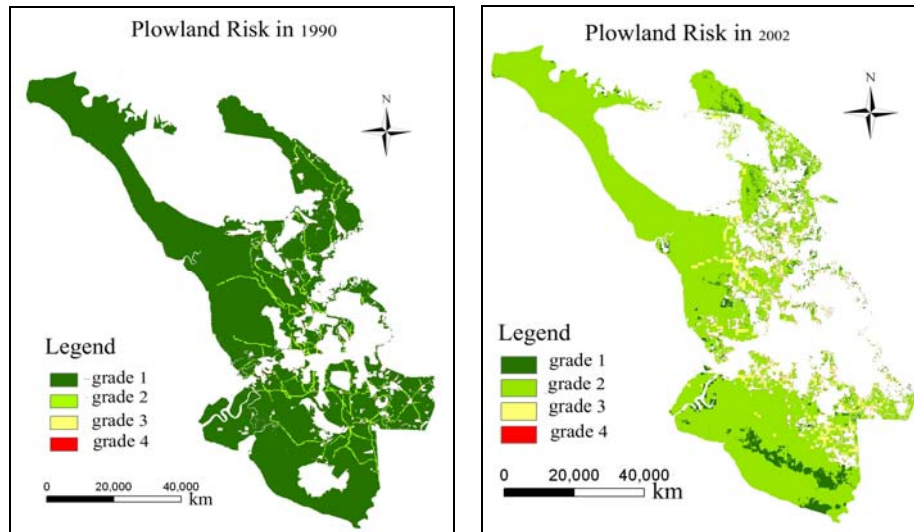 Plowland Risk in 1990
N
Legend
grade 1
grade 2
grade 3
grade 4
0 20,000 40,000
km
Plowland Risk in 2002
N
Legend
grade 1
grade 2
grade 3
grade 4
0 20,000 40,000
km